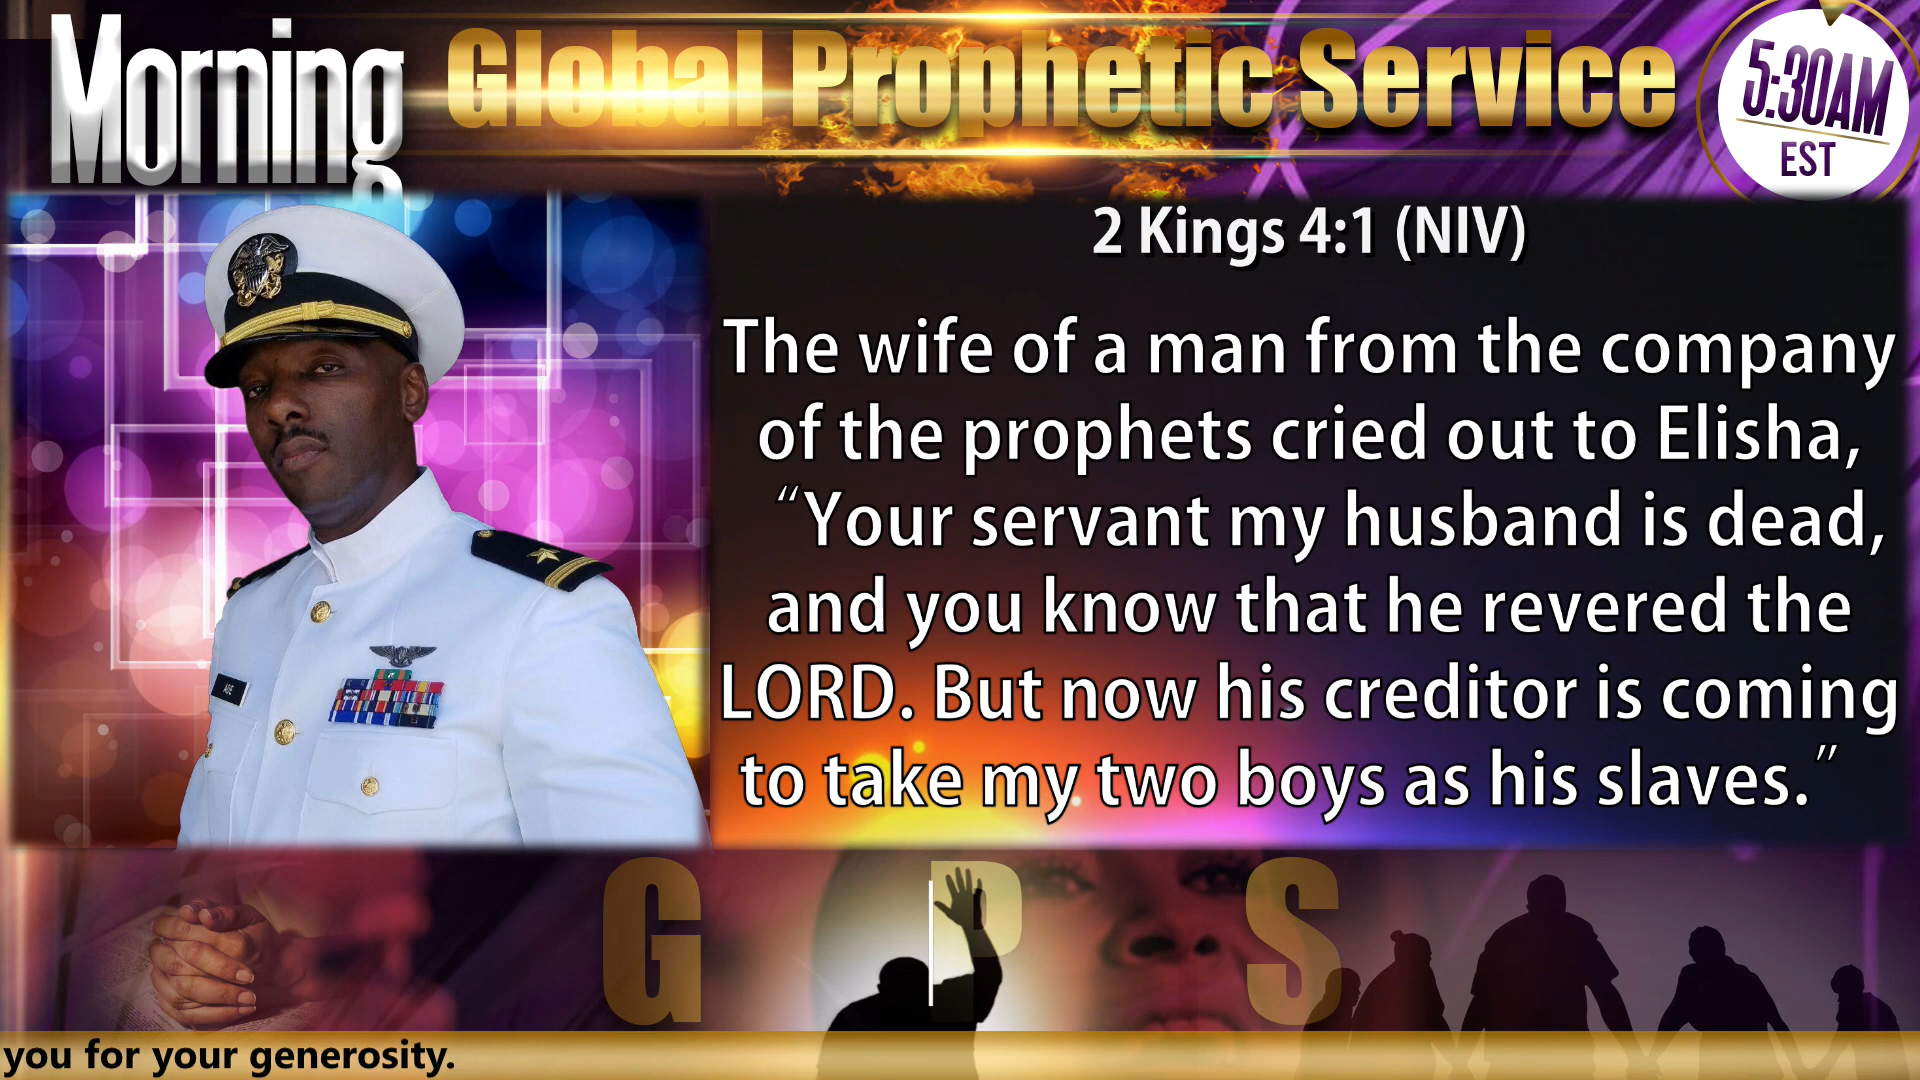 Morning
Global Prophetic Service
5:30AM
EST
2 Kings 4:1 (NIV)
The wife of a man from the company
of the prophets cried out to Elisha,
“Your servant my husband is dead,
and you know that he revered the
LORD. But now his creditor is coming
to take my two boys as his slaves.”
G P S
you for your generosity.